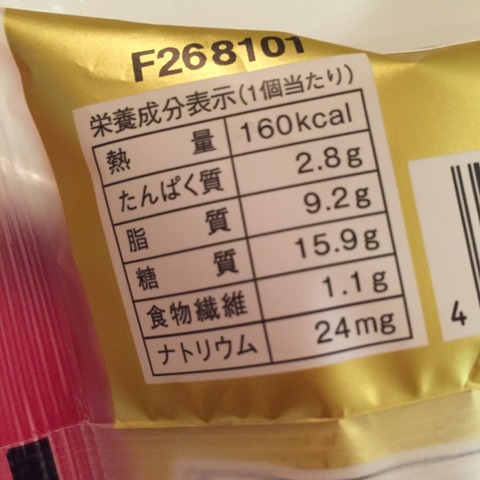 F268101
栄養成分表示(1個当たり)
熱量 160kcal
たんぱく質 2.8g
脂質 9.2g
糖質 15.9g
食物繊維 1.1g
ナトリウム 24mg
4